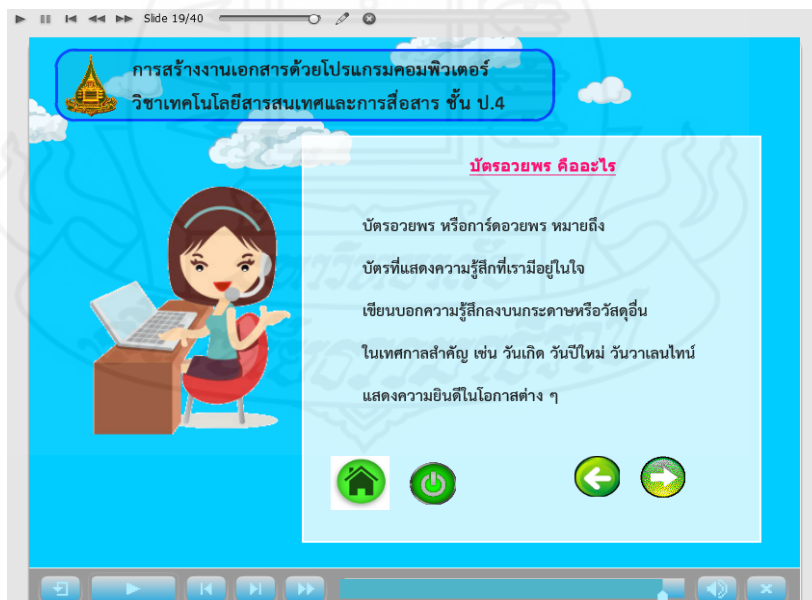 Slide 19/40
การสร้างงานเอกสารด้วยโปรแกรมคอมพิวเตอร์
วิชาเทคโนโลยีสารสนเทศและการสื่อสาร ชั้น ป.4
บัตรอวยพร คืออะไร
บัตรอวยพร หรือการ์ดอวยพร หมายถึง
บัตรที่แสดงความรู้สึกที่เรามีอยู่ในใจ
เขียนบอกความรู้สึกลงบนกระดาษหรือวัสดุอื่น
ในเทศกาลสำคัญ เช่น วันเกิด วันปีใหม่ วันวาเลนไทน์
แสดงความยินดีในโอกาสต่าง ๆ